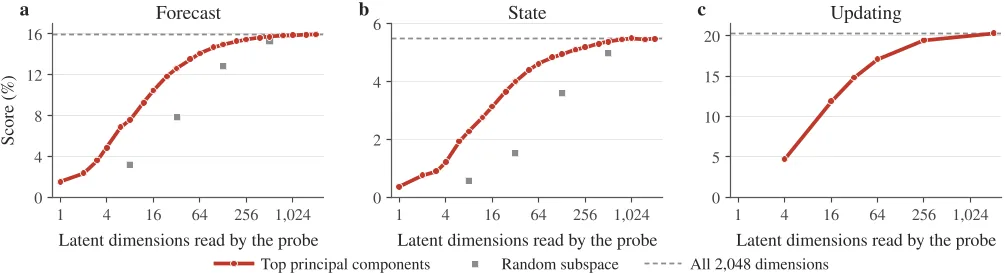 a Forecast
Score (%)
16
12
8
4
0
1 4 16 64 256 1,024
Latent dimensions read by the probe
b State
6
4
2
0
1 4 16 64 256 1,024
Latent dimensions read by the probe
c Updating
20
15
10
5
0
1 4 16 64 256 1,024
Latent dimensions read by the probe
Top principal components Random subspace All 2,048 dimensions